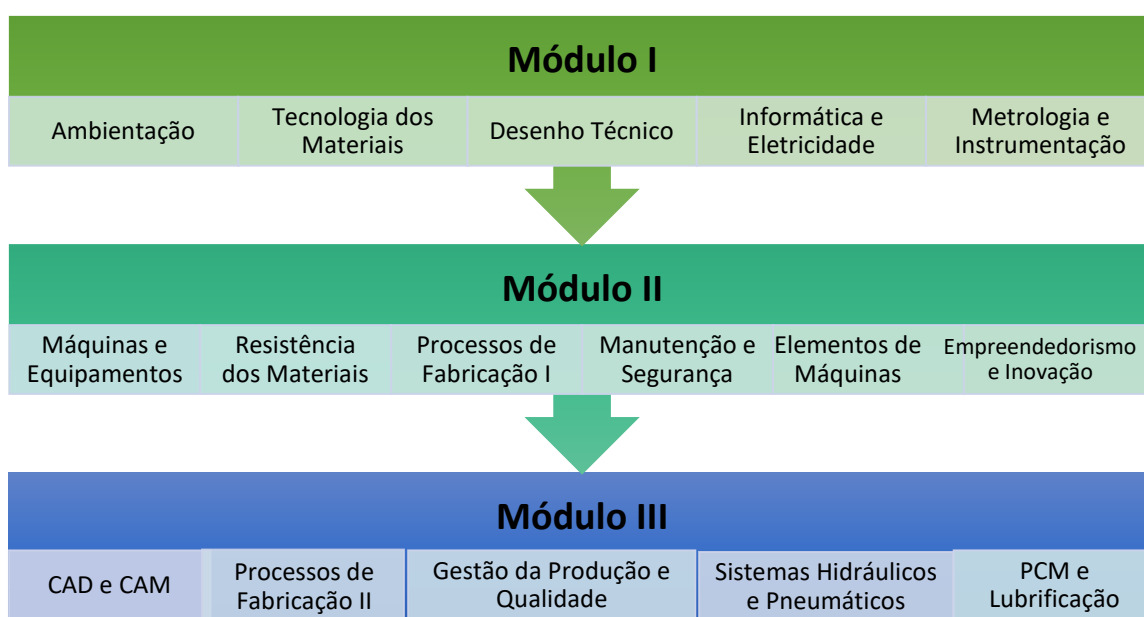 Módulo I
Ambientação
Tecnologia dos
Materiais
Desenho Técnico
Informática e
Eletricidade
Metrologia e
Instrumentação
Módulo II
Máquinas e
Equipamentos
Resistência
dos Materiais
Processos de
Fabricação I
Manutenção e
Segurança
Elementos de
Máquinas
Empreendedorismo
e Inovação
Módulo III
CAD e CAM
Processos de
Fabricação II
Gestão da Produção e
Qualidade
Sistemas Hidráulicos
e Pneumáticos
PCM e
Lubrificação